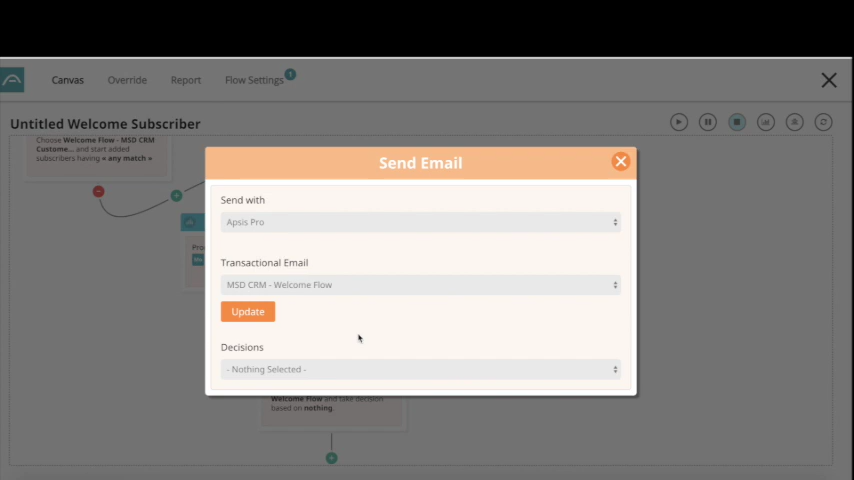 Canvas
Override
Report
Flow Settings
1
Untitled Welcome Subscriber
Choose Welcome Flow - MSD CRM
Custome... and start added
subscribers having « any match »
Send Email
Send with
Apsis Pro
Transactional Email
MSD CRM - Welcome Flow
Update
Decisions
- Nothing Selected -
Welcome Flow and take decision
based on nothing.